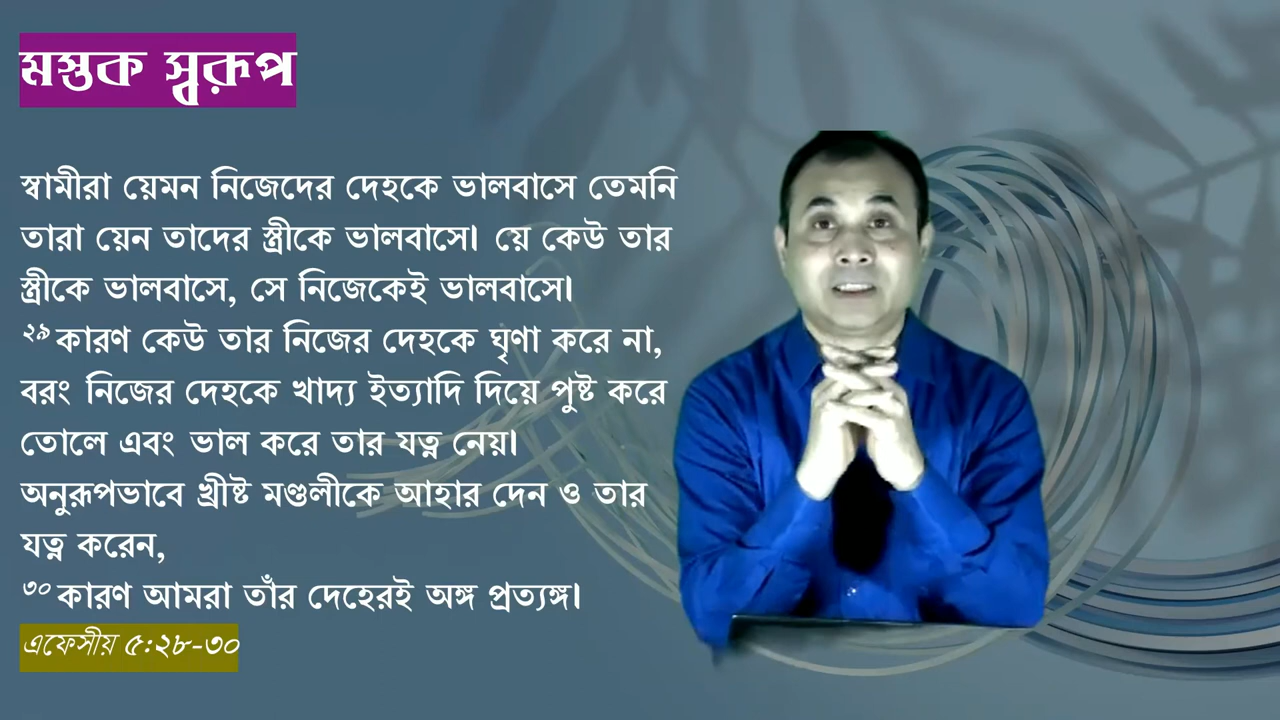 মস্তক স্বরূপ
স্বামীরা য়েমন নিজেদের দেহকে ভালবাসে তেমনি
তারা য়েন তাদের স্ত্রীকে ভালবাসে৷ য়ে কেউ তার
স্ত্রীকে ভালবাসে, সে নিজেকেই ভালবাসে৷
২৯ কারণ কেউ তার নিজের দেহকে ঘৃণা করে না,
বরং নিজের দেহকে খাদ্য ইত্যাদি দিয়ে পুষ্ট করে
তোলে এবং ভাল করে তার যত্ন নেয়৷
অনুরূপভাবে খ্রীষ্ট মণ্ডলীকে আহার দেন ও তার
যত্ন করেন,
৩০ কারণ আমরা তাঁর দেহেরই অঙ্গ প্রত্যঙ্গ৷
এফেসীয় ৫:২৮-৩০